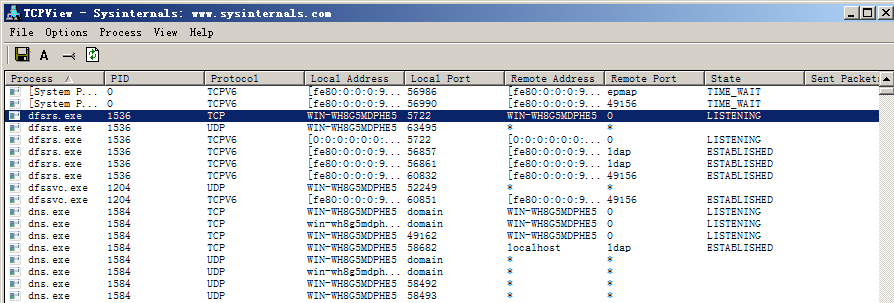 TCPView - Sysinternals: www.sysinternals.com
File Options Process View Help
A
Process PID Protocol Local Address Local Port Remote Address Remote Port State Sent Packets
[System P... 0 TCPV6 [fe80:0:0:0:9... 56986 [fe80:0:0:0:9... epmap TIME_WAIT
[System P... 0 TCPV6 [fe80:0:0:0:9... 56990 [fe80:0:0:0:9... 49156 TIME_WAIT
dfsrs.exe 1536 TCP WIN-WH8G5MDPHE5 5722 WIN-WH8G5MDPHE5 0 LISTENING
dfsrs.exe 1536 UDP WIN-WH8G5MDPHE5 63495 * *
dfsrs.exe 1536 TCPV6 [0:0:0:0:0:0:... 5722 [0:0:0:0:0:0:... 0 LISTENING
dfsrs.exe 1536 TCPV6 [fe80:0:0:0:9... 56857 [fe80:0:0:0:9... ldap ESTABLISHED
dfsrs.exe 1536 TCPV6 [fe80:0:0:0:9... 56861 [fe80:0:0:0:9... ldap ESTABLISHED
dfsrs.exe 1536 TCPV6 [fe80:0:0:0:9... 60832 [fe80:0:0:0:9... 49156 ESTABLISHED
dfssvc.exe 1204 UDP WIN-WH8G5MDPHE5 52249 * *
dfssvc.exe 1204 TCPV6 [fe80:0:0:0:9... 60851 [fe80:0:0:0:9... 49156 ESTABLISHED
dns.exe 1584 TCP WIN-WH8G5MDPHE5 domain WIN-WH8G5MDPHE5 0 LISTENING
dns.exe 1584 TCP win-wh8g5mdph... domain WIN-WH8G5MDPHE5 0 LISTENING
dns.exe 1584 TCP WIN-WH8G5MDPHE5 49162 WIN-WH8G5MDPHE5 0 LISTENING
dns.exe 1584 TCP WIN-WH8G5MDPHE5 58682 localhost ldap ESTABLISHED
dns.exe 1584 UDP WIN-WH8G5MDPHE5 domain * *
dns.exe 1584 UDP win-wh8g5mdph... domain * *
dns.exe 1584 UDP WIN-WH8G5MDPHE5 58492 * *
dns.exe 1584 UDP WIN-WH8G5MDPHE5 58493 * *